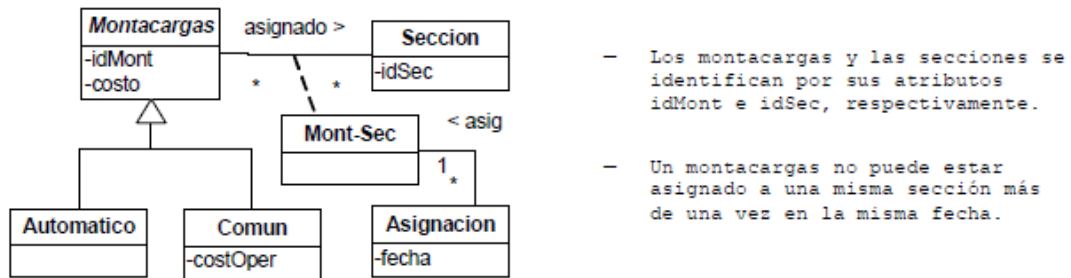 Montacargas
-idMont
-costo
asignado >
*
*
Seccion
-idSec
Mont-Sec
< asig
1
*
Automatico
Comun
-costOper
Asignacion
-fecha
— Los montacargas y las secciones se
identifican por sus atributos
idMont e idSec, respectivamente.
— Un montacargas no puede estar
asignado a una misma sección más
de una vez en la misma fecha.